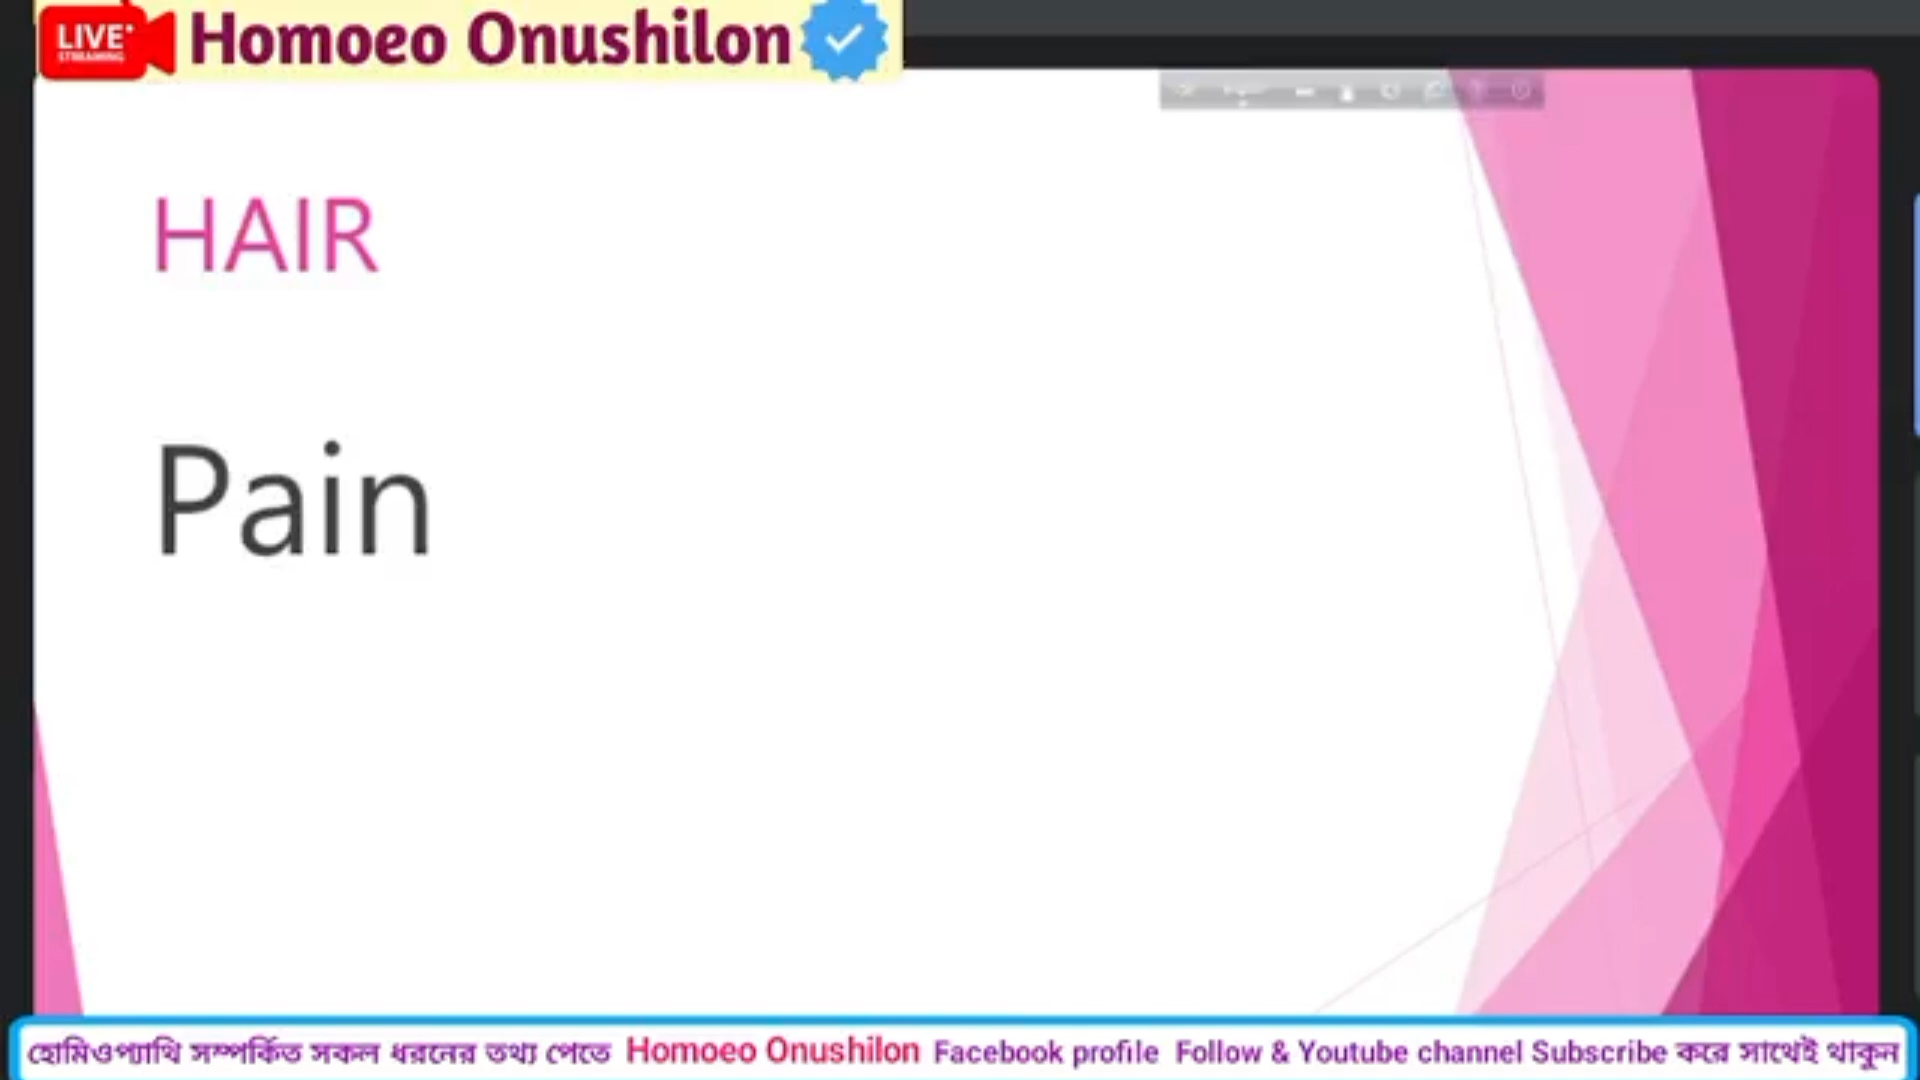 LIVE
STREAMING
Homoeo Onushilon
HAIR
Pain
হোমিওপ্যাথি সম্পর্কিত সকল ধরনের তথ্য পেতে Homoeo Onushilon Facebook profile Follow & Youtube channel Subscribe করে সাথেই থাকুন